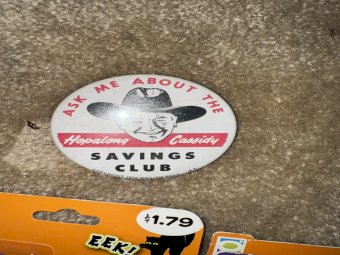 ASK ME ABOUT THE
Hopalong Cassidy
SAVINGS
CLUB
$1.79
EEK!